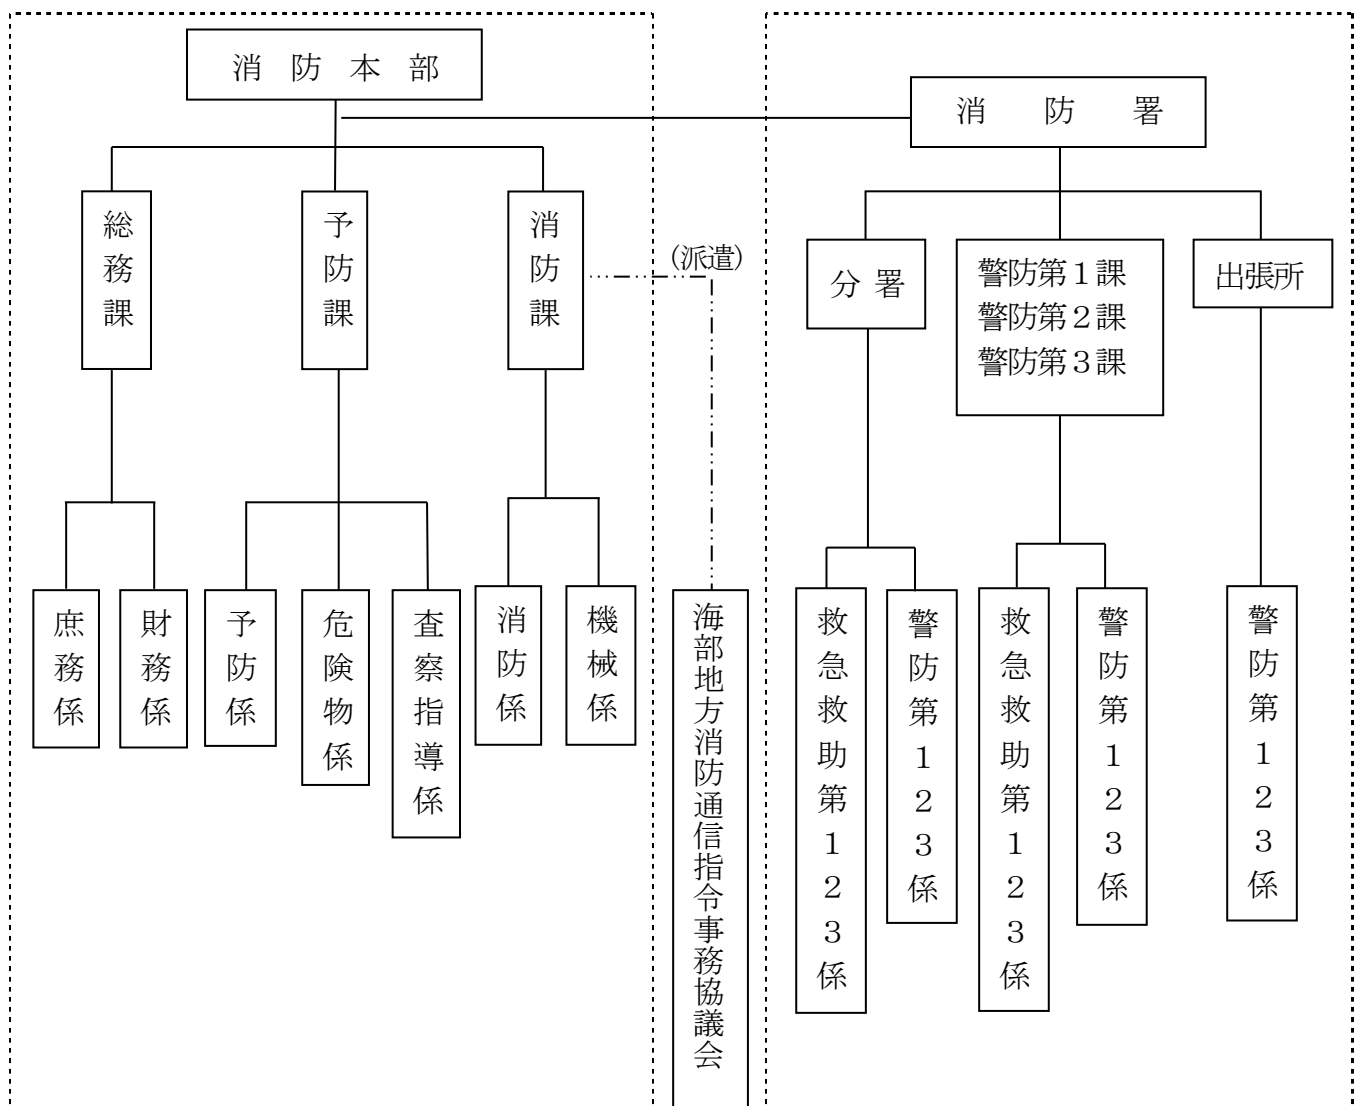 消防本部
消防署
総務課
予防課
消防課
(派遣)
分署
警防第１課
警防第２課
警防第３課
出張所
庶務係
財務係
予防係
危険物係
査察指導係
消防係
機械係
海部地方消防通信指令事務協議会
救急救助第１２３係
警防第１２３係
救急救助第１２３係
警防第１２３係
警防第１２３係